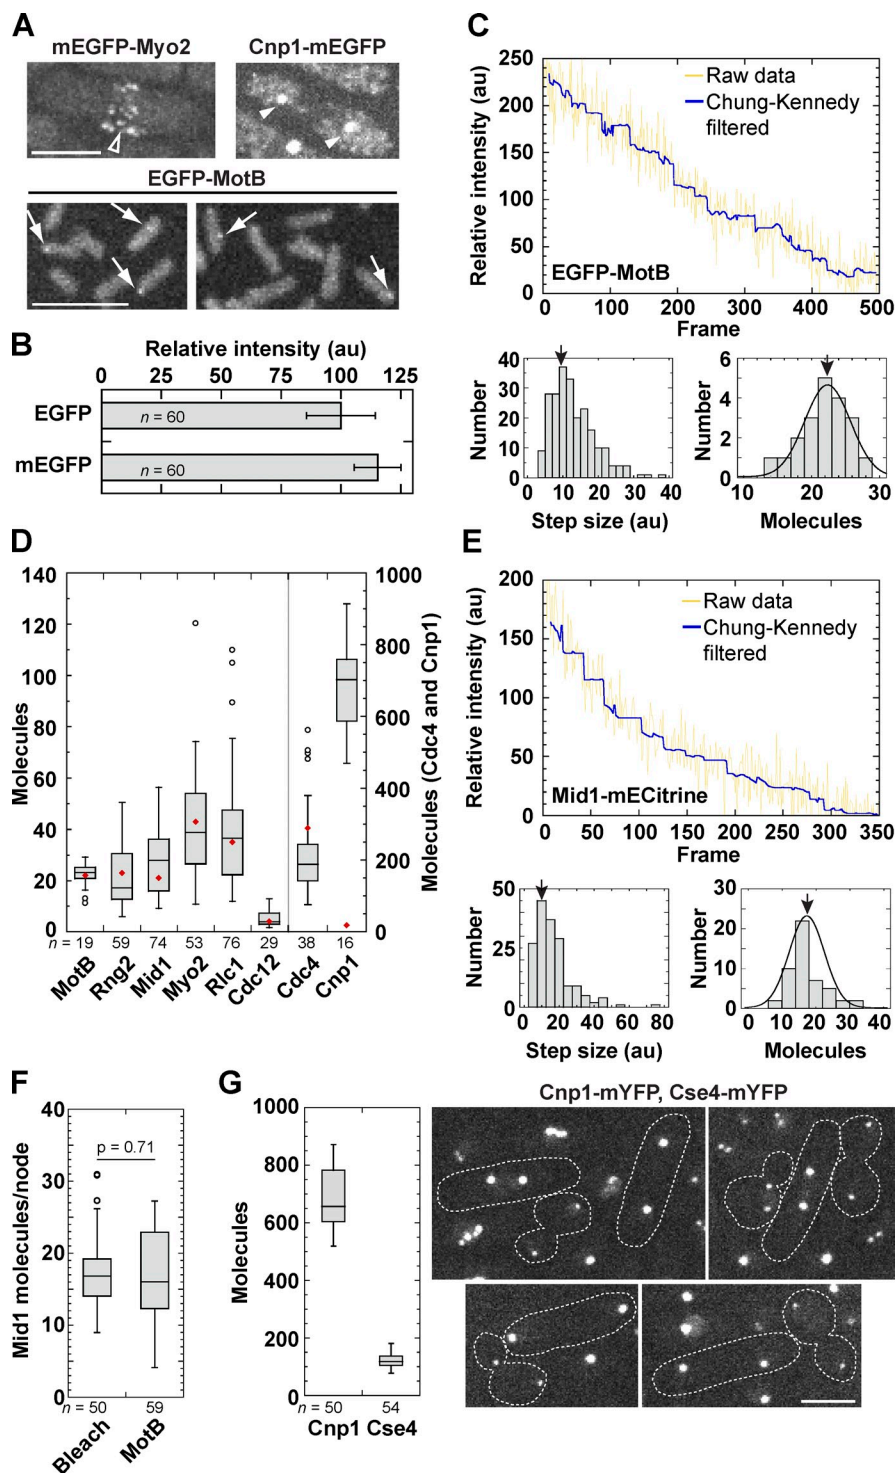 A
mEGFP-Myo2
Cnp1-mEGFP
EGFP-MotB
B
Relative intensity (au)
0 25 50 75 100 125
EGFP
n = 60
mEGFP
n = 60
C
Relative intensity (au)
250
200
150
100
50
0
Raw data
Chung-Kennedy
filtered
EGFP-MotB
0 100 200 300 400 500
Frame
Number
40
30
20
10
0
0 10 20 30 40
Step size (au)
Number
6
4
2
0
10 20 30
Molecules
D
Molecules
140
120
100
80
60
40
20
0
1000
800
600
400
200
0
Molecules (Cdc4 and Cnp1)
n = 19 59 74 53 76 29 38 16
MotB Rng2 Mid1 Myo2 Rlc1 Cdc12 Cdc4 Cnp1
E
Relative intensity (au)
200
150
100
50
0
Raw data
Chung-Kennedy
filtered
Mid1-mECitrine
0 50 100 150 200 250 300 350
Frame
Number
50
25
0
0 20 40 60 80
Step size (au)
Number
30
20
10
0
0 10 20 30 40
Molecules
F
Mid1 molecules/node
40
30
20
10
0
p = 0.71
n = 50 59
Bleach MotB
G
Molecules
1000
800
600
400
200
0
n = 50 54
Cnp1 Cse4
Cnp1-mYFP, Cse4-mYFP